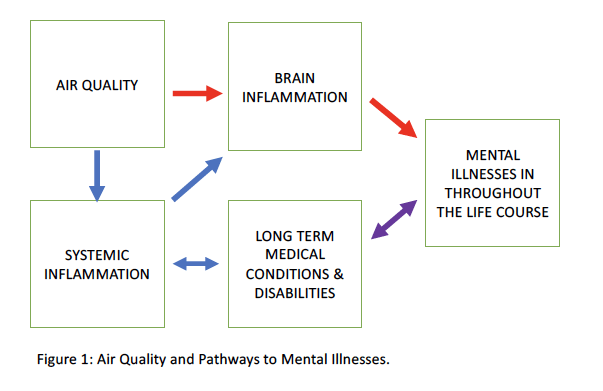 AIR QUALITY
BRAIN
INFLAMMATION
MENTAL
ILLNESSES IN
THROUGHOUT
THE LIFE COURSE
SYSTEMIC
INFLAMMATION
LONG TERM
MEDICAL
CONDITIONS &
DISABILITIES
Figure 1: Air Quality and Pathways to Mental Illnesses.